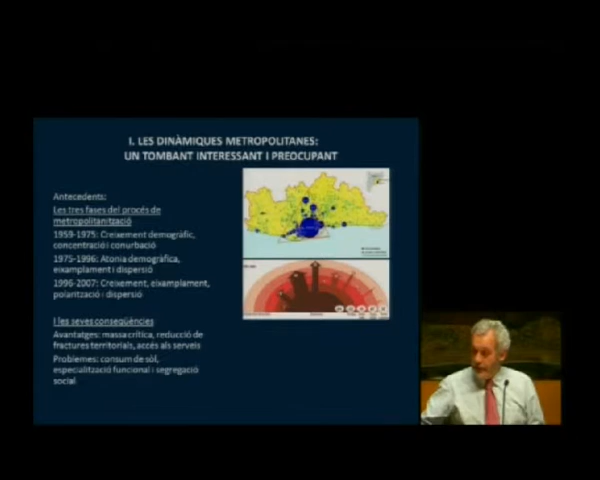 I. LES DINÀMIQUES METROPOLITANES:
UN TOMBANT INTERESSANT I PREOCUPANT
Antecedents:
Les tres fases del procés de
metropolitanització
1959-1975: Creixement demogràfic,
concentració i conurbació
1975-1996: Atonia demogràfica,
eixamplament i dispersió
1996-2007: Creixement, eixamplament,
polarització i dispersió
I les seves conseqüències
Avantatges: massa crítica, reducció de
fractures territorials, accés als serveis
Problemes: consum de sòl,
especialització funcional i segregació
social